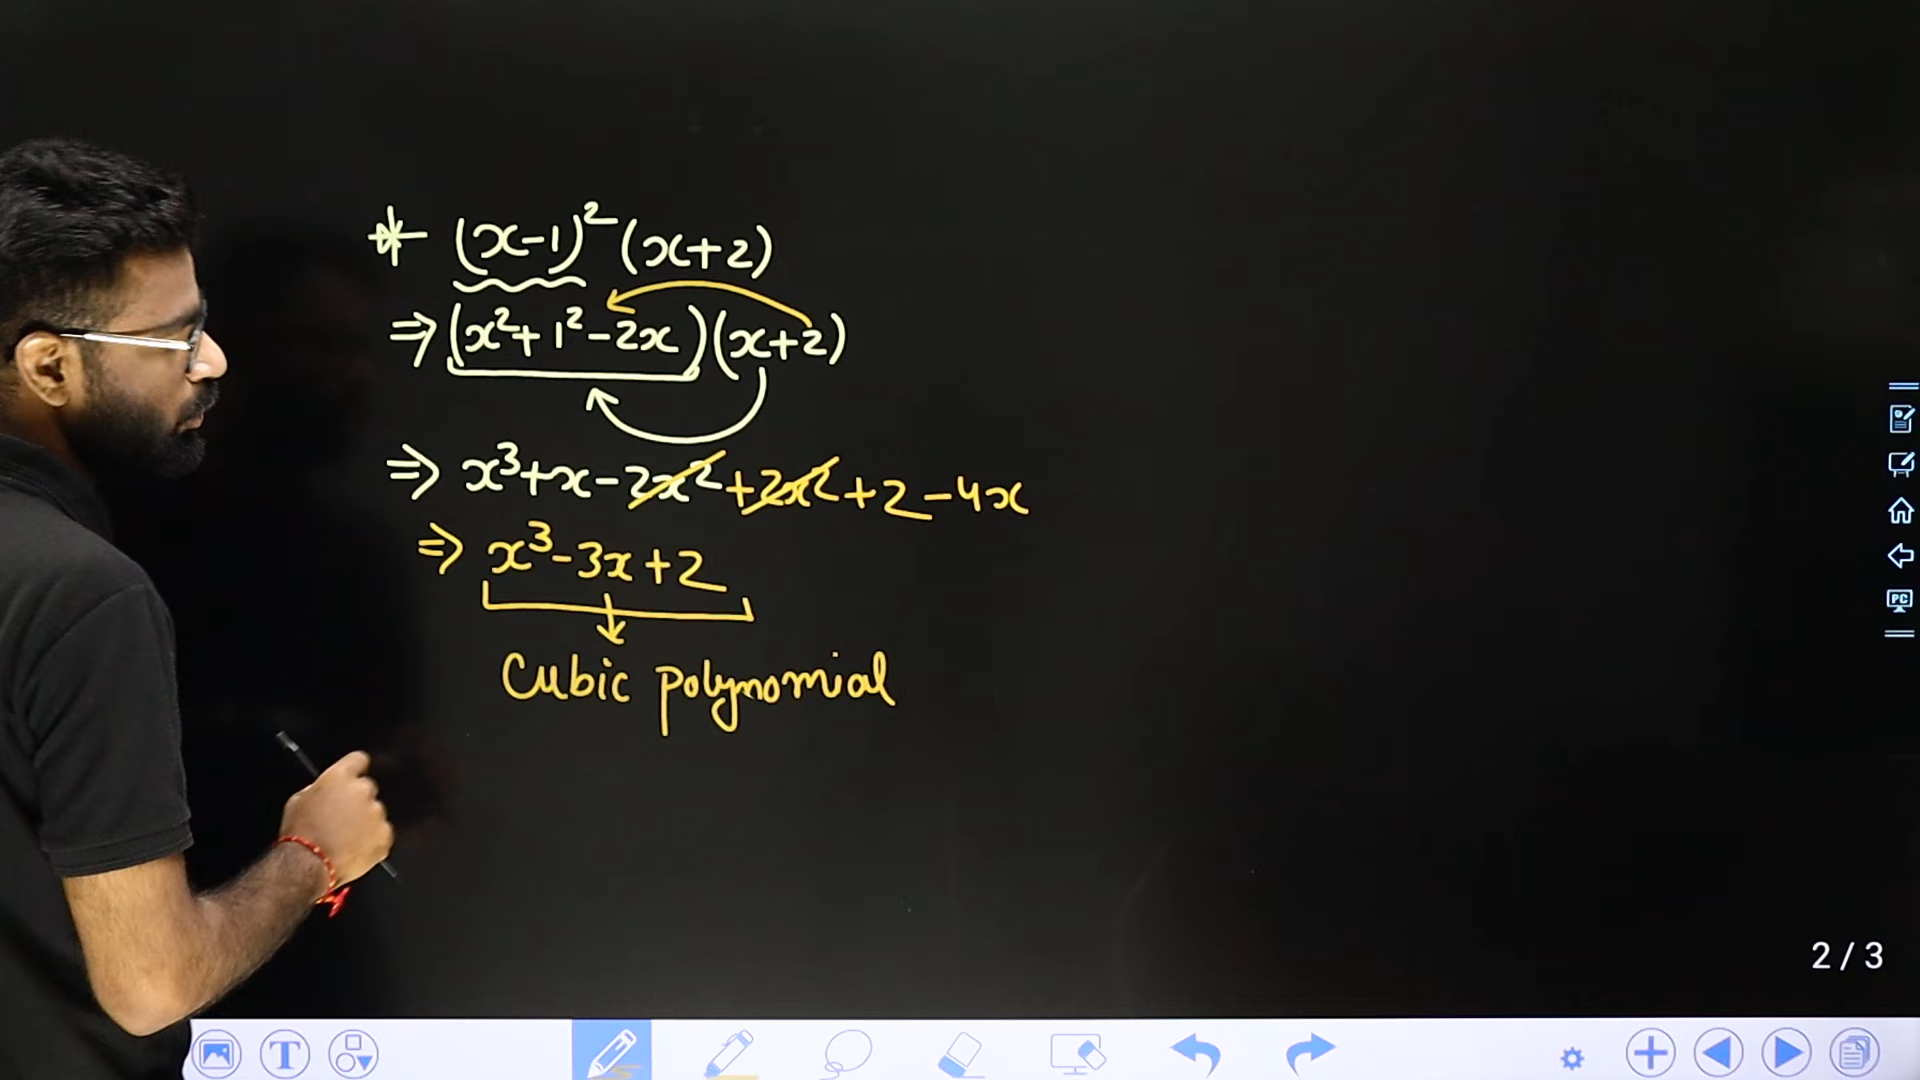 * (x-1)² (x+2)
⇒ (x²+1²-2x)(x+2)
⇒ x³+x-2x²+2x²+2-4x
⇒ x³-3x+2
Cubic polynomial
PC
2 / 3
T